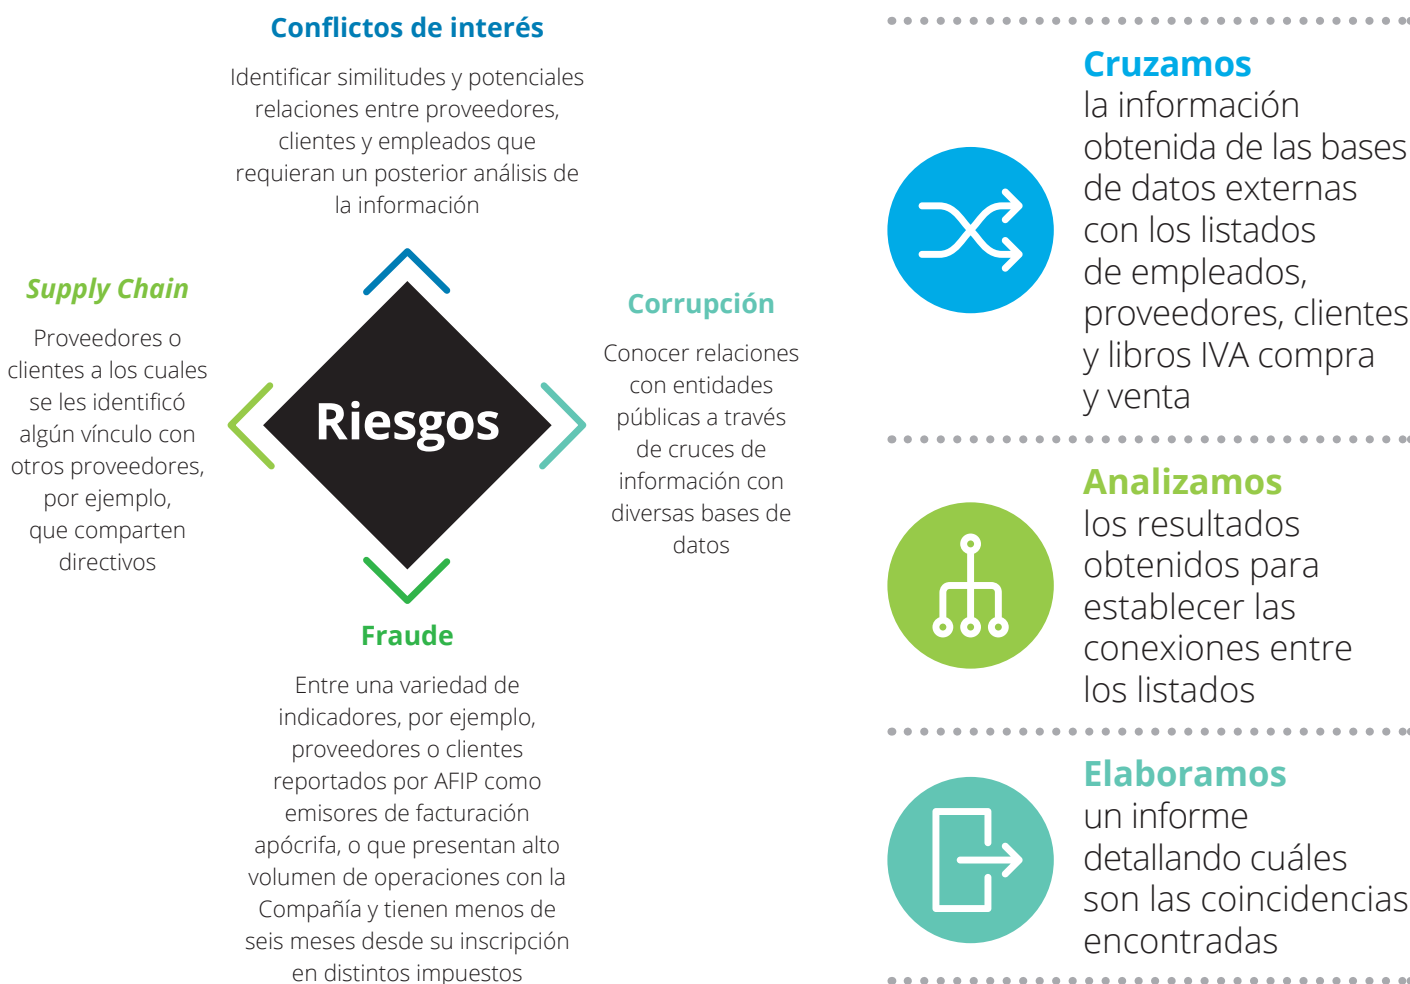 Conflictos de interés
Identificar similitudes y potenciales
relaciones entre proveedores,
clientes y empleados que
requieran un posterior análisis de
la información
Supply Chain
Proveedores o
clientes a los cuales
se les identificó
algún vínculo con
otros proveedores,
por ejemplo,
que comparten
directivos
Riesgos
Corrupción
Conocer relaciones
con entidades
públicas a través
de cruces de
información con
diversas bases de
datos
Fraude
Entre una variedad de
indicadores, por ejemplo,
proveedores o clientes
reportados por AFIP como
emisores de facturación
apócrifa, o que presentan alto
volumen de operaciones con la
Compañía y tienen menos de
seis meses desde su inscripción
en distintos impuestos
Cruzamos
la información
obtenida de las bases
de datos externas
con los listados
de empleados,
proveedores, clientes
y libros IVA compra
y venta
Analizamos
los resultados
obtenidos para
establecer las
conexiones entre
los listados
Elaboramos
un informe
detallando cuáles
son las coincidencias
encontradas